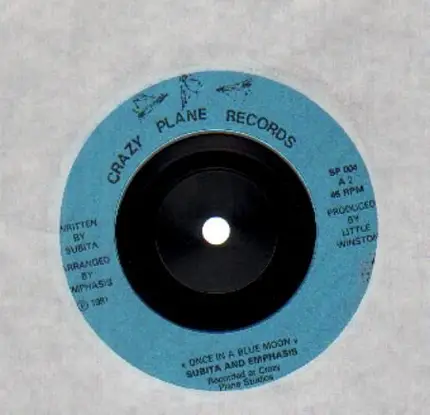 CRAZY PLANE RECORDS
SP 004
A 2
45 RPM
WRITTEN
BY
SUBITA
ARRANGED
BY
EMPHASIS
℗ 1981
PRODUCED
BY
LITTLE
WINSTON
« ONCE IN A BLUE MOON »
SUBITA AND EMPHASIS
Recorded at Crazy
Plane Studios